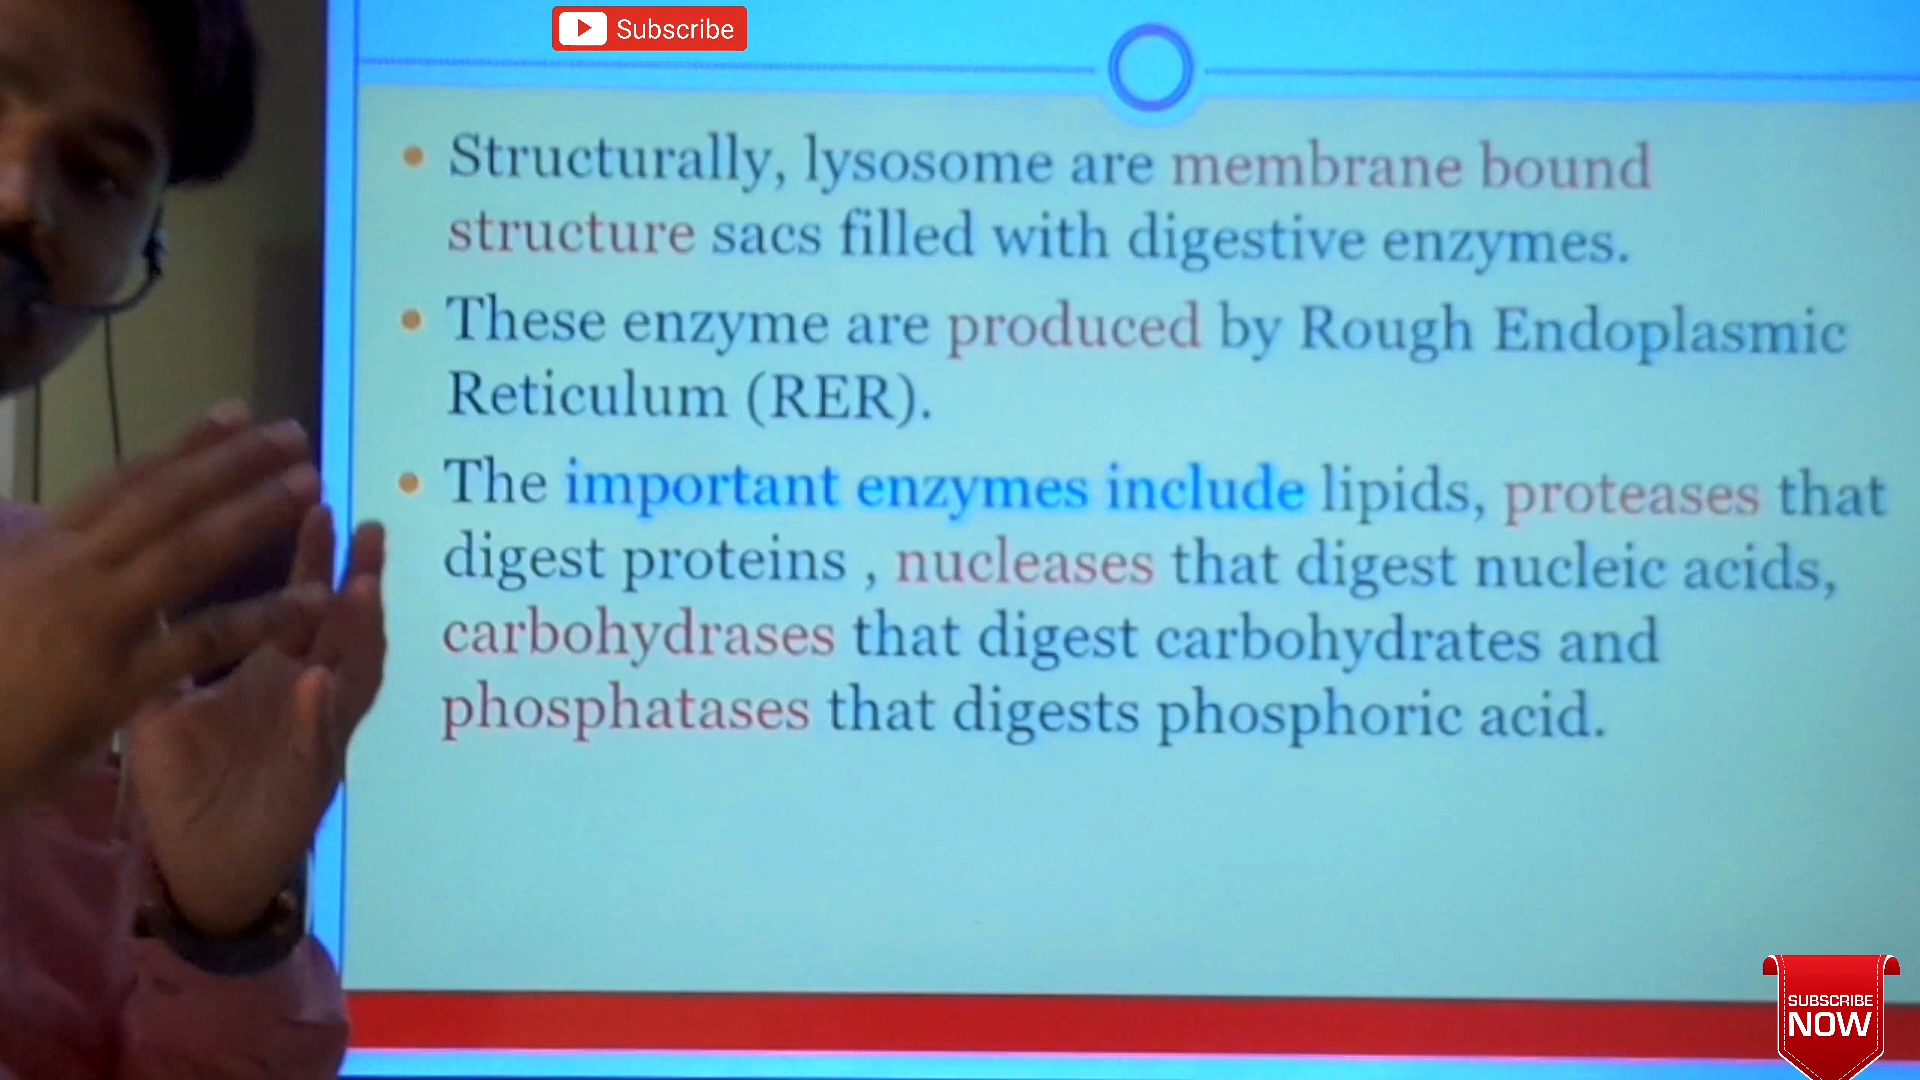 Subscribe
• Structurally, lysosome are membrane bound
structure sacs filled with digestive enzymes.
• These enzyme are produced by Rough Endoplasmic
Reticulum (RER).
• The important enzymes include lipids, proteases that
digest proteins , nucleases that digest nucleic acids,
carbohydrases that digest carbohydrates and
phosphatases that digests phosphoric acid.
SUBSCRIBE
NOW